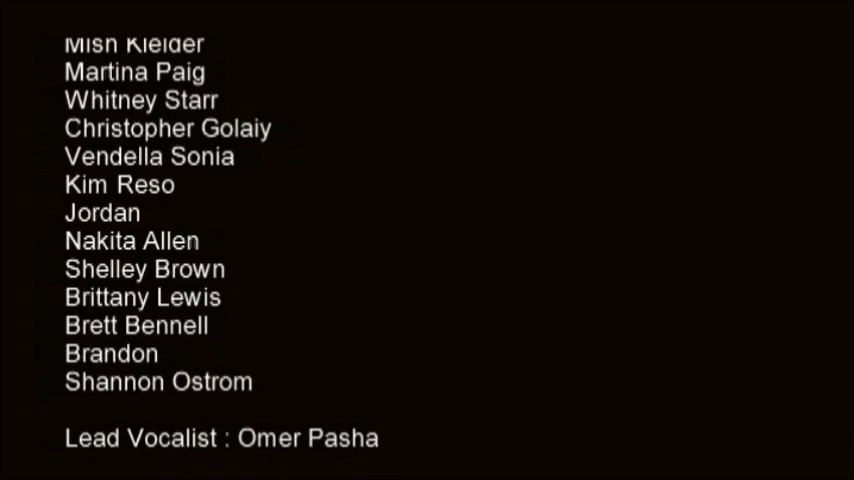 Martina Paig
Whitney Starr
Christopher Golaiy
Vendella Sonia
Kim Reso
Jordan
Nakita Allen
Shelley Brown
Brittany Lewis
Brett Bennell
Brandon
Shannon Ostrom
Lead Vocalist : Omer Pasha